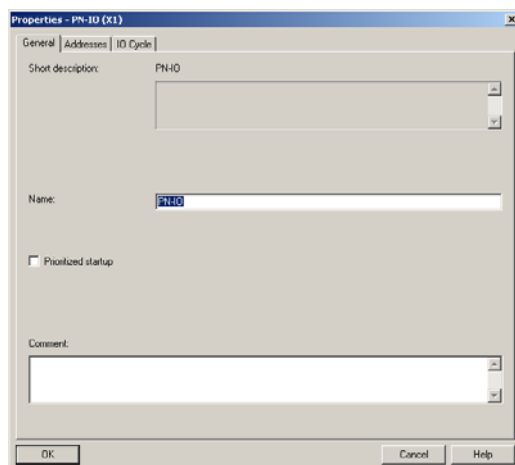 Properties - PN-IO (X1)
General Addresses IO Cycle
Short description: PN-IO
Name: PN-IO
Prioritized startup
Comment:
OK Cancel Help